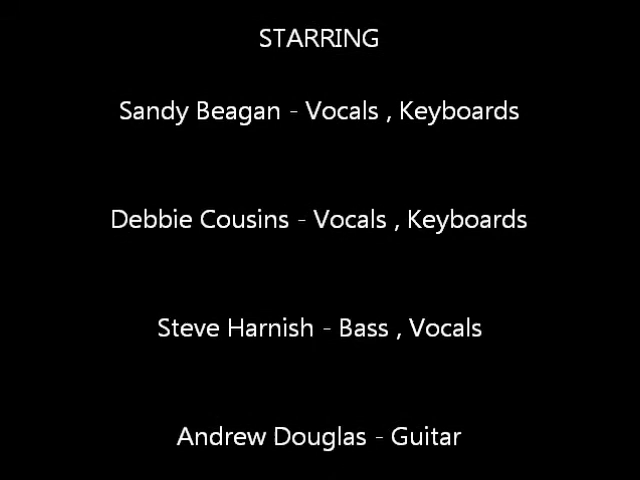 STARRING
Sandy Beagan - Vocals , Keyboards
Debbie Cousins - Vocals , Keyboards
Steve Harnish - Bass , Vocals
Andrew Douglas - Guitar